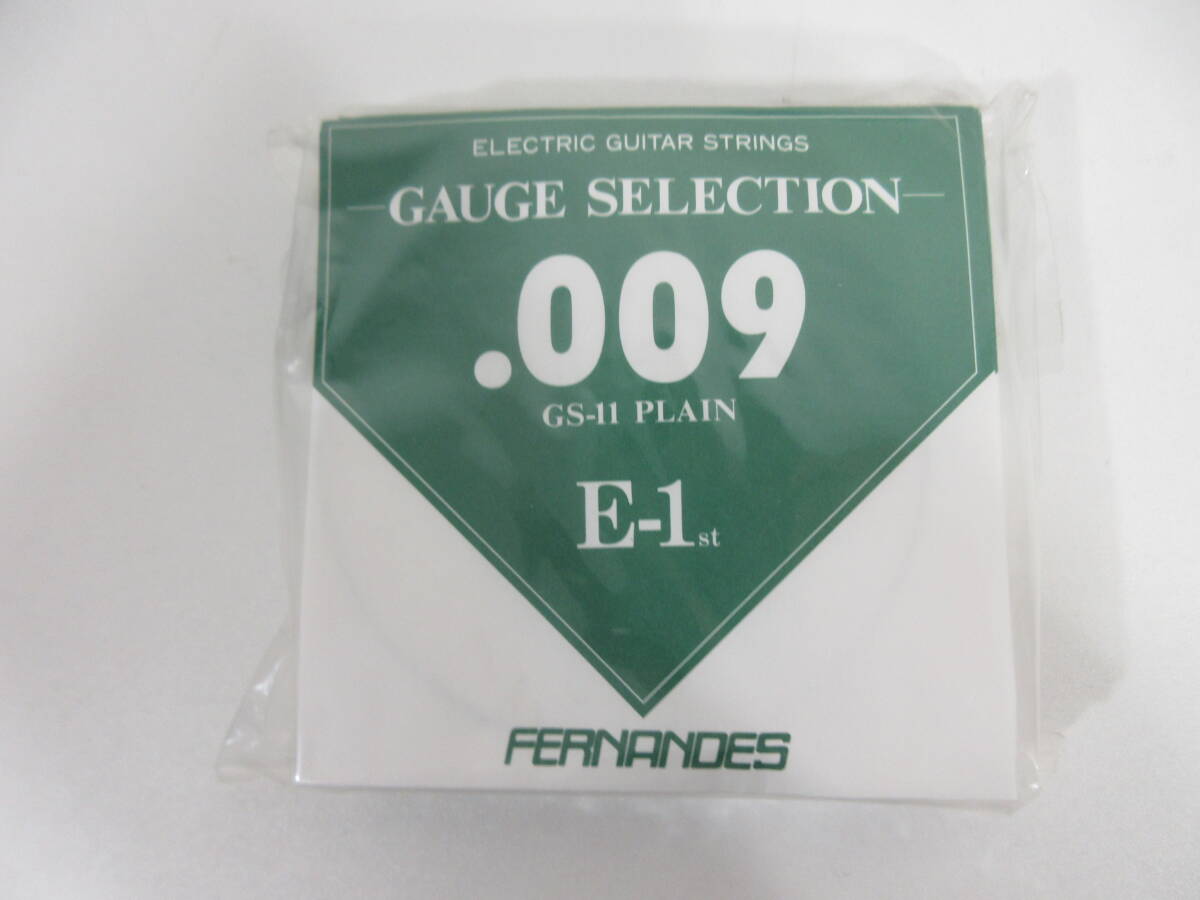 ELECTRIC GUITAR STRINGS
GAUGE SELECTION
.009
GS-11 PLAIN
E-1st
FERNANDES